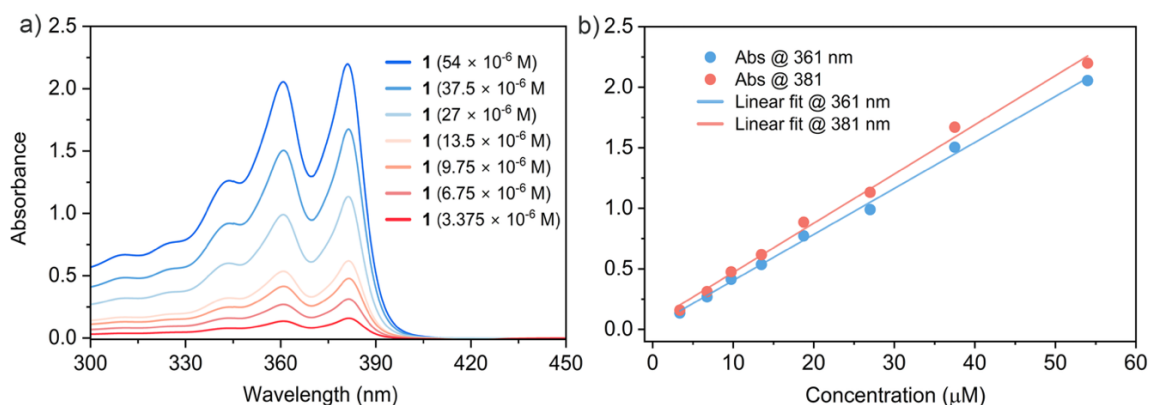 a)
Absorbance
2.5
2.0
1.5
1.0
0.5
0.0
1 (54 × 10⁻⁶ M)
1 (37.5 × 10⁻⁶ M
1 (27 × 10⁻⁶ M)
1 (13.5 × 10⁻⁶ M)
1 (9.75 × 10⁻⁶ M)
1 (6.75 × 10⁻⁶ M)
1 (3.375 × 10⁻⁶ M)
300 330 360 390 420 450
Wavelength (nm)
b)
2.5
2.0
1.5
1.0
0.5
0.0
Abs @ 361 nm
Abs @ 381
Linear fit @ 361 nm
Linear fit @ 381 nm
0 10 20 30 40 50 60
Concentration (μM)